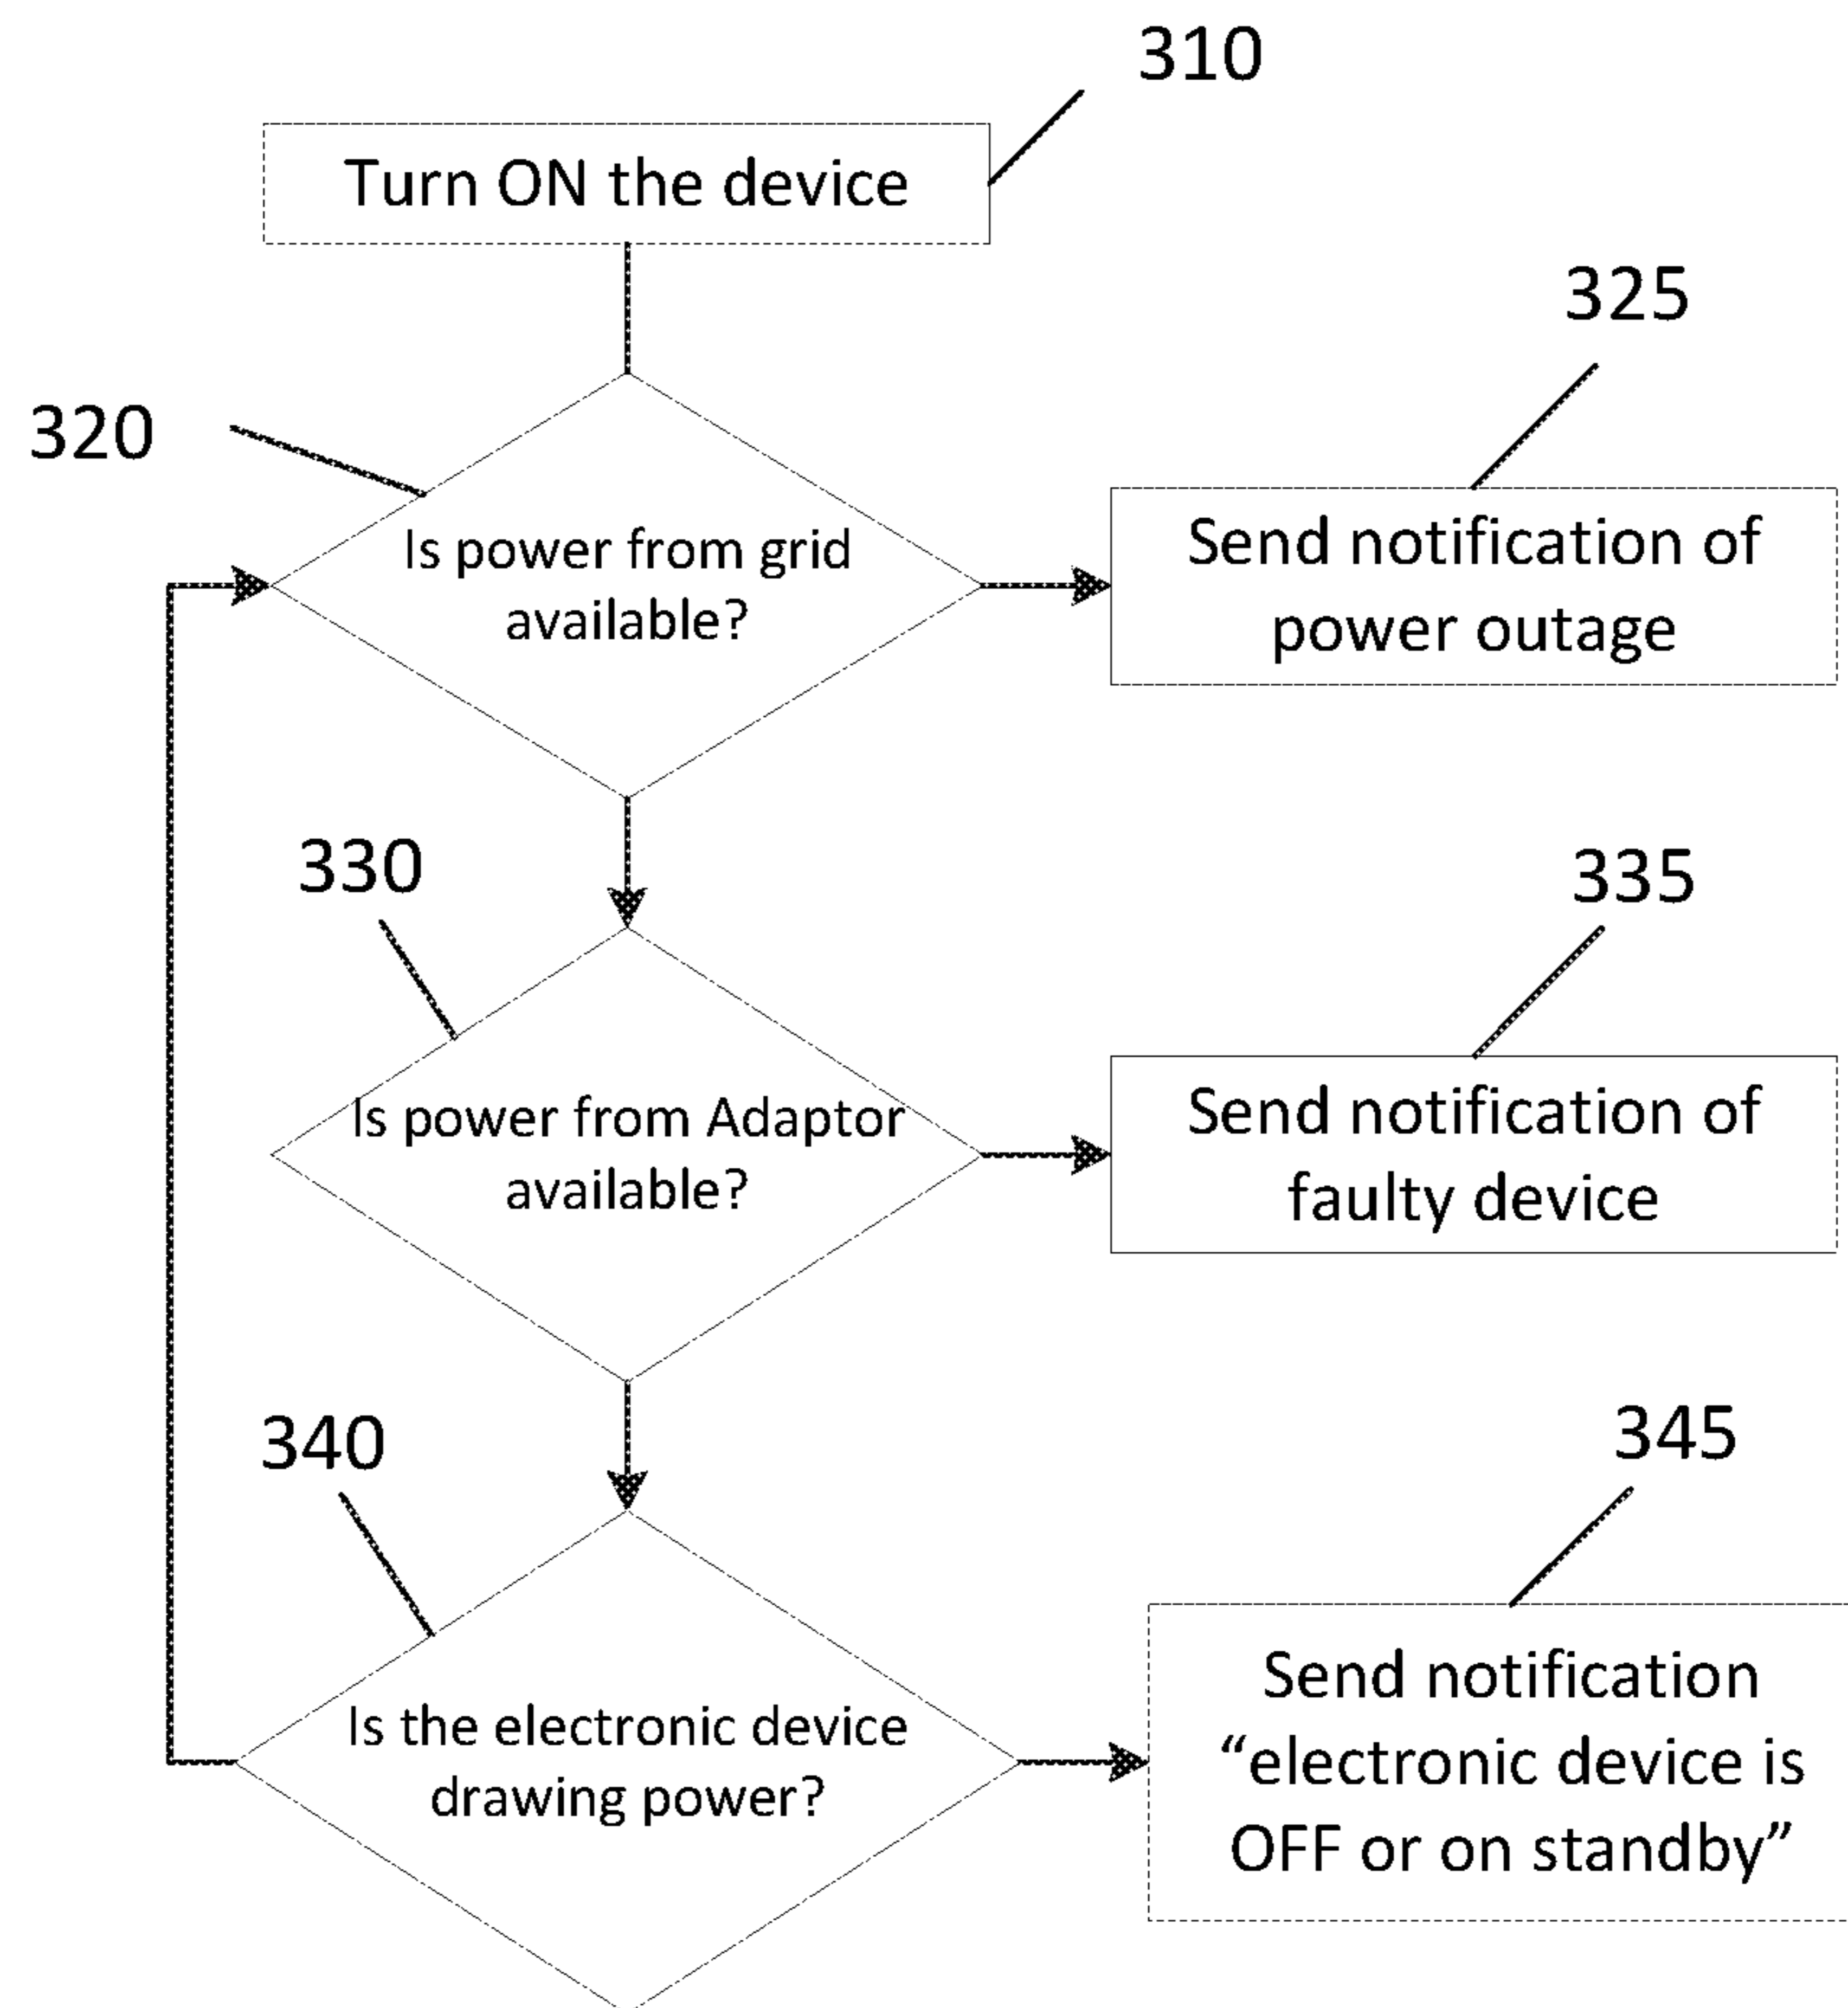 310
Turn ON the device
325
320
Is power from grid
available?
Send notification of
power outage
330
335
Is power from Adaptor
available?
Send notification of
faulty device
340
345
Is the electronic device
drawing power?
Send notification
“electronic device is
OFF or on standby”